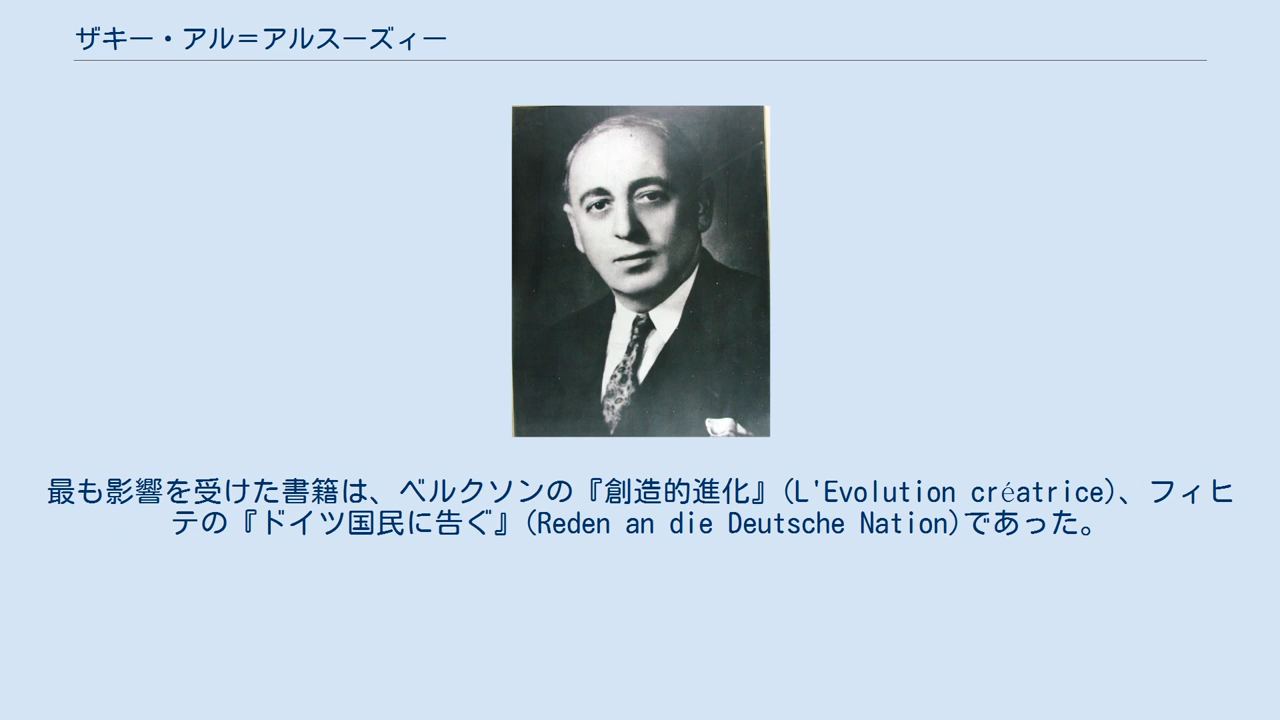 ザキー・アル＝アルスーズィー
最も影響を受けた書籍は、ベルクソンの『創造的進化』(L'Evolution créatrice)、フィヒ
テの『ドイツ国民に告ぐ』(Reden an die Deutsche Nation)であった。